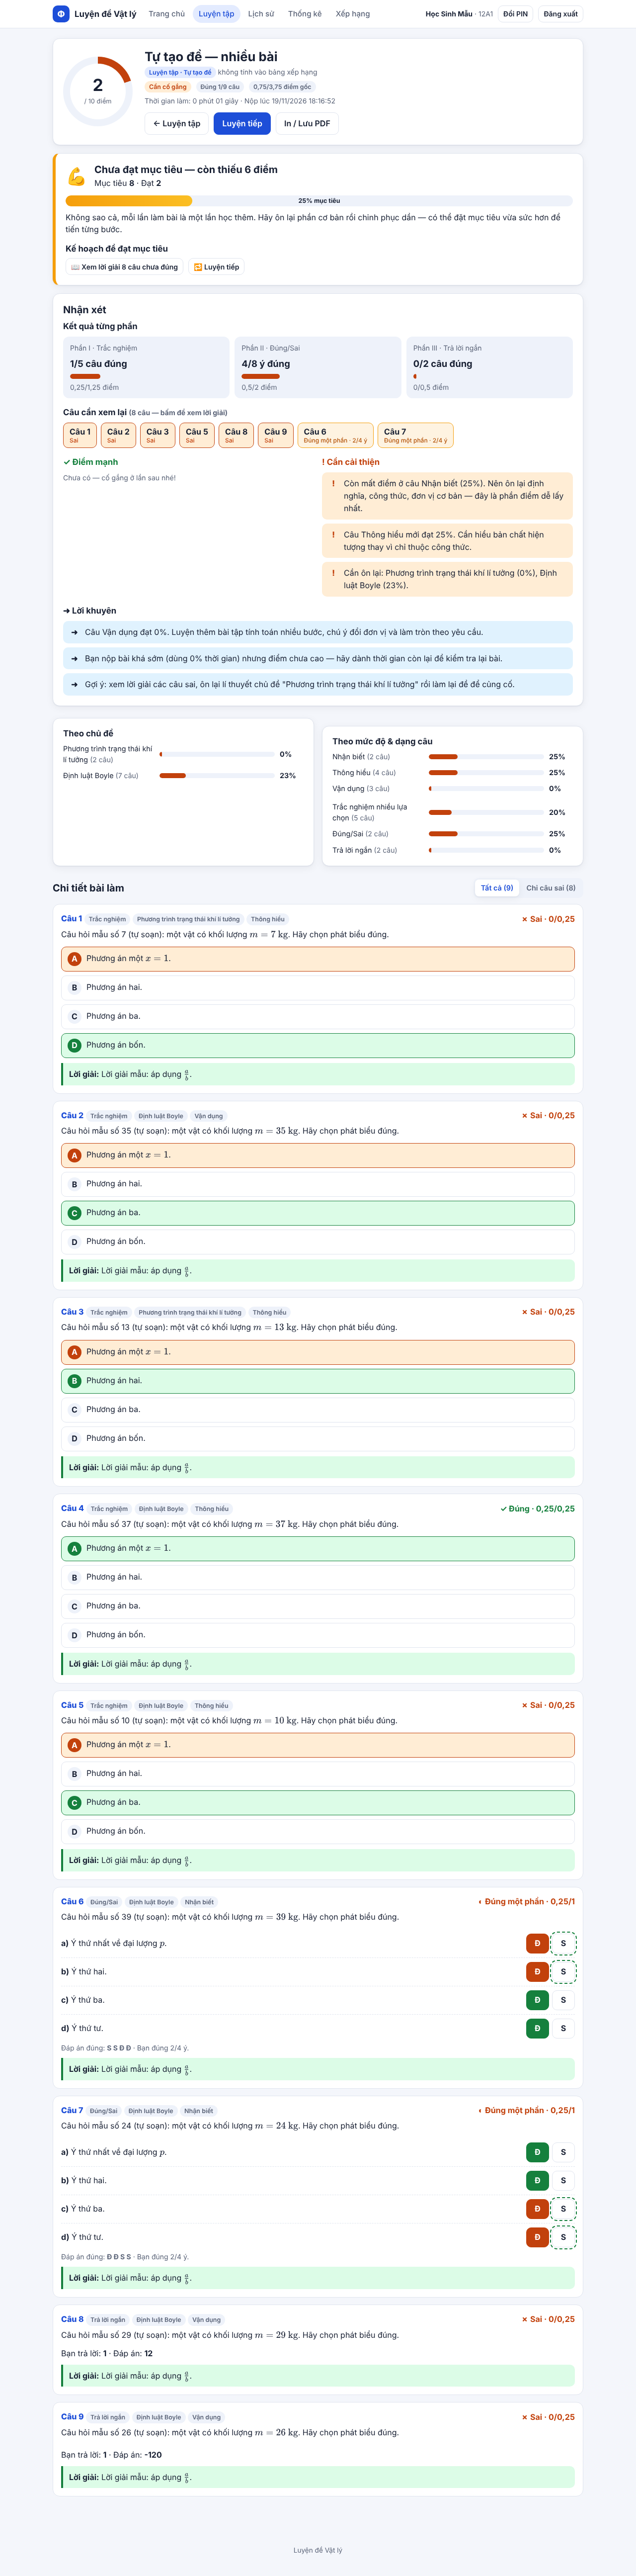 Φ Luyện đề Vật lý Trang chủ Luyện tập Lịch sử Thống kê Xếp hạng Học Sinh Mẫu · 12A1 Đổi PIN Đăng xuất
2
/ 10 điểm
Tự tạo đề — nhiều bài
Luyện tập · Tự tạo đề không tính vào bảng xếp hạng
Cần cố gắng Đúng 1/9 câu 0,75/3,75 điểm gốc
Thời gian làm: 0 phút 01 giây · Nộp lúc 19/11/2026 18:16:52
← Luyện tập Luyện tiếp In / Lưu PDF
Chưa đạt mục tiêu — còn thiếu 6 điểm
Mục tiêu 8 · Đạt 2
25% mục tiêu
Không sao cả, mỗi lần làm bài là một lần học thêm. Hãy ôn lại phần cơ bản rồi chinh phục dần — có thể đặt mục tiêu vừa sức hơn để
tiến từng bước.
Kế hoạch để đạt mục tiêu
📖 Xem lời giải 8 câu chưa đúng 🔁 Luyện tiếp
Nhận xét
Kết quả từng phần
Phần I · Trắc nghiệm
1/5 câu đúng
0,25/1,25 điểm
Phần II · Đúng/Sai
4/8 ý đúng
0,5/2 điểm
Phần III · Trả lời ngắn
0/2 câu đúng
0/0,5 điểm
Câu cần xem lại (8 câu — bấm để xem lời giải)
Câu 1
Sai
Câu 2
Sai
Câu 3
Sai
Câu 5
Sai
Câu 8
Sai
Câu 9
Sai
Câu 6
Đúng một phần · 2/4 ý
Câu 7
Đúng một phần · 2/4 ý
✓ Điểm mạnh
Chưa có — cố gắng ở lần sau nhé!
! Cần cải thiện
! Còn mất điểm ở câu Nhận biết (25%). Nên ôn lại định
nghĩa, công thức, đơn vị cơ bản — đây là phần điểm dễ lấy
nhất.
! Câu Thông hiểu mới đạt 25%. Cần hiểu bản chất hiện
tượng thay vì chỉ thuộc công thức.
! Cần ôn lại: Phương trình trạng thái khí lí tưởng (0%), Định
luật Boyle (23%).
➜ Lời khuyên
➜ Câu Vận dụng đạt 0%. Luyện thêm bài tập tính toán nhiều bước, chú ý đổi đơn vị và làm tròn theo yêu cầu.
➜ Bạn nộp bài khá sớm (dùng 0% thời gian) nhưng điểm chưa cao — hãy dành thời gian còn lại để kiểm tra lại bài.
➜ Gợi ý: xem lời giải các câu sai, ôn lại lí thuyết chủ đề "Phương trình trạng thái khí lí tưởng" rồi làm lại đề để củng cố.
Theo chủ đề
Phương trình trạng thái khí
lí tưởng (2 câu) 0%
Định luật Boyle (7 câu) 23%
Theo mức độ & dạng câu
Nhận biết (2 câu) 25%
Thông hiểu (4 câu) 25%
Vận dụng (3 câu) 0%
Trắc nghiệm nhiều lựa
chọn (5 câu) 20%
Đúng/Sai (2 câu) 25%
Trả lời ngắn (2 câu) 0%
Chi tiết bài làm Tất cả (9) Chỉ câu sai (8)
Câu 1 Trắc nghiệm Phương trình trạng thái khí lí tưởng Thông hiểu × Sai · 0/0,25
Câu hỏi mẫu số 7 (tự soạn): một vật có khối lượng m = 7 kg. Hãy chọn phát biểu đúng.
A Phương án một x = 1.
B Phương án hai.
C Phương án ba.
D Phương án bốn.
Lời giải: Lời giải mẫu: áp dụng a/b.
Câu 2 Trắc nghiệm Định luật Boyle Vận dụng × Sai · 0/0,25
Câu hỏi mẫu số 35 (tự soạn): một vật có khối lượng m = 35 kg. Hãy chọn phát biểu đúng.
A Phương án một x = 1.
B Phương án hai.
C Phương án ba.
D Phương án bốn.
Lời giải: Lời giải mẫu: áp dụng a/b.
Câu 3 Trắc nghiệm Phương trình trạng thái khí lí tưởng Thông hiểu × Sai · 0/0,25
Câu hỏi mẫu số 13 (tự soạn): một vật có khối lượng m = 13 kg. Hãy chọn phát biểu đúng.
A Phương án một x = 1.
B Phương án hai.
C Phương án ba.
D Phương án bốn.
Lời giải: Lời giải mẫu: áp dụng a/b.
Câu 4 Trắc nghiệm Định luật Boyle Thông hiểu ✓ Đúng · 0,25/0,25
Câu hỏi mẫu số 37 (tự soạn): một vật có khối lượng m = 37 kg. Hãy chọn phát biểu đúng.
A Phương án một x = 1.
B Phương án hai.
C Phương án ba.
D Phương án bốn.
Lời giải: Lời giải mẫu: áp dụng a/b.
Câu 5 Trắc nghiệm Định luật Boyle Thông hiểu × Sai · 0/0,25
Câu hỏi mẫu số 10 (tự soạn): một vật có khối lượng m = 10 kg. Hãy chọn phát biểu đúng.
A Phương án một x = 1.
B Phương án hai.
C Phương án ba.
D Phương án bốn.
Lời giải: Lời giải mẫu: áp dụng a/b.
Câu 6 Đúng/Sai Định luật Boyle Nhận biết Đúng một phần · 0,25/1
Câu hỏi mẫu số 39 (tự soạn): một vật có khối lượng m = 39 kg. Hãy chọn phát biểu đúng.
a) Ý thứ nhất về đại lượng p. Đ S
b) Ý thứ hai. Đ S
c) Ý thứ ba. Đ S
d) Ý thứ tư. Đ S
Đáp án đúng: S S Đ Đ · Bạn đúng 2/4 ý.
Lời giải: Lời giải mẫu: áp dụng a/b.
Câu 7 Đúng/Sai Định luật Boyle Nhận biết Đúng một phần · 0,25/1
Câu hỏi mẫu số 24 (tự soạn): một vật có khối lượng m = 24 kg. Hãy chọn phát biểu đúng.
a) Ý thứ nhất về đại lượng p. Đ S
b) Ý thứ hai. Đ S
c) Ý thứ ba. Đ S
d) Ý thứ tư. Đ S
Đáp án đúng: Đ Đ S S · Bạn đúng 2/4 ý.
Lời giải: Lời giải mẫu: áp dụng a/b.
Câu 8 Trả lời ngắn Định luật Boyle Vận dụng × Sai · 0/0,25
Câu hỏi mẫu số 29 (tự soạn): một vật có khối lượng m = 29 kg. Hãy chọn phát biểu đúng.
Bạn trả lời: 1 · Đáp án: 12
Lời giải: Lời giải mẫu: áp dụng a/b.
Câu 9 Trả lời ngắn Định luật Boyle Vận dụng × Sai · 0/0,25
Câu hỏi mẫu số 26 (tự soạn): một vật có khối lượng m = 26 kg. Hãy chọn phát biểu đúng.
Bạn trả lời: 1 · Đáp án: -120
Lời giải: Lời giải mẫu: áp dụng a/b.
Luyện đề Vật lý